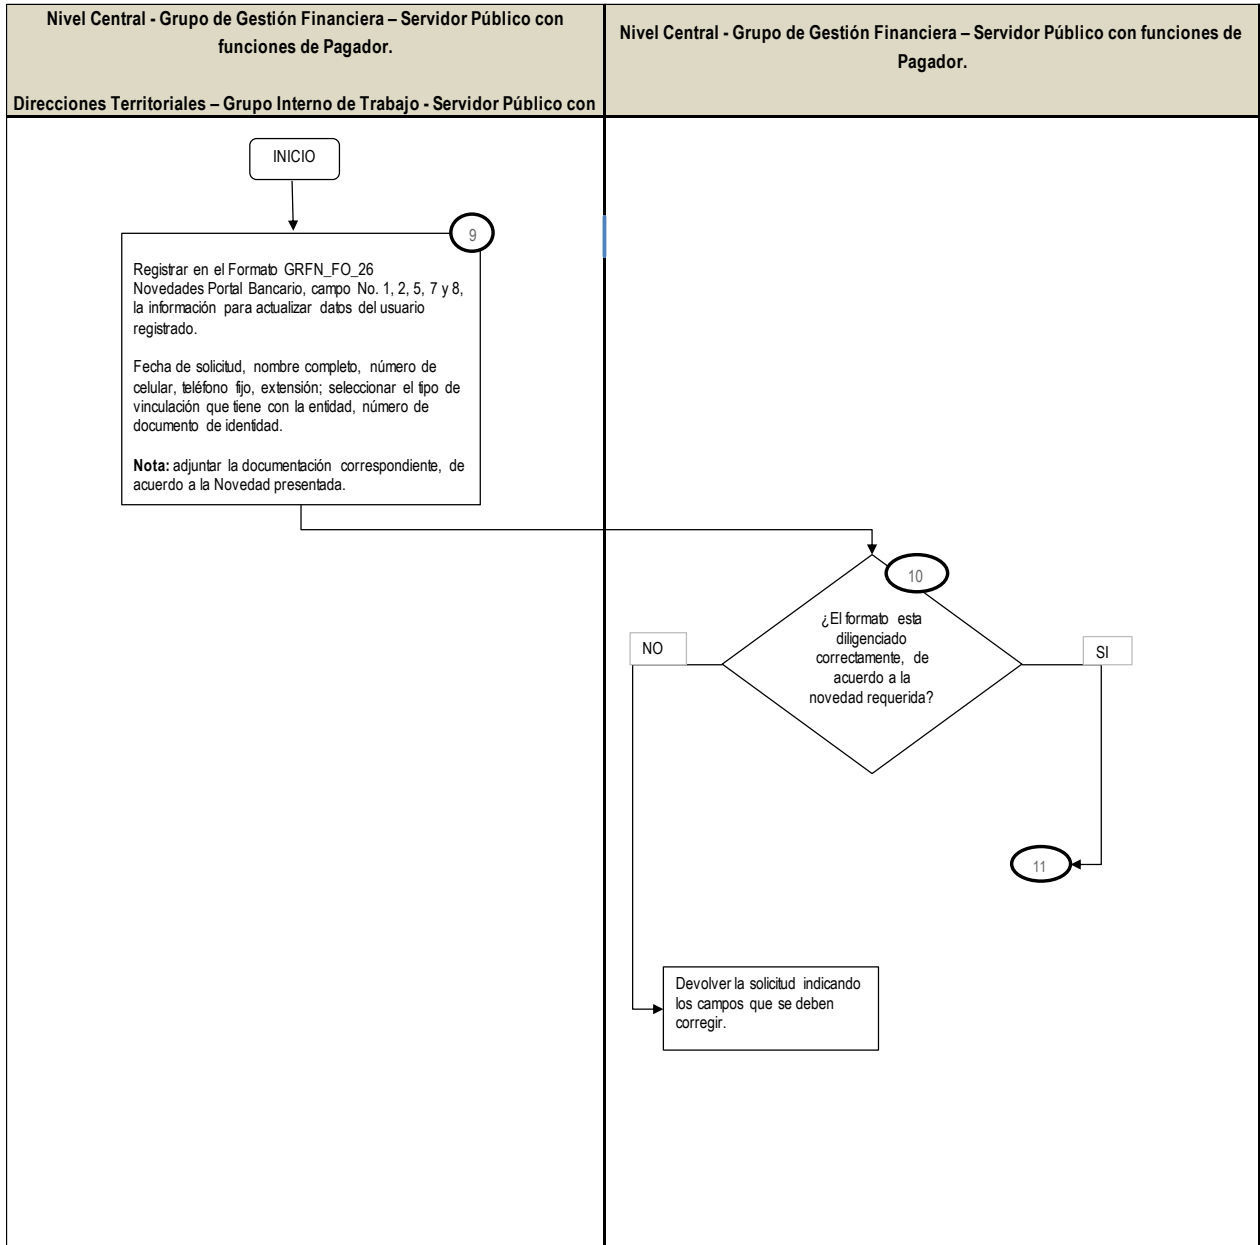 Nivel Central - Grupo de Gestión Financiera – Servidor Público con
funciones de Pagador.
Direcciones Territoriales – Grupo Interno de Trabajo - Servidor Público con
Nivel Central - Grupo de Gestión Financiera – Servidor Público con funciones de
Pagador.
INICIO
9
Registrar en el Formato GRFN_FO_26
Novedades Portal Bancario, campo No. 1, 2, 5, 7 y 8,
la información para actualizar datos del usuario
registrado.
Fecha de solicitud, nombre completo, número de
celular, teléfono fijo, extensión; seleccionar el tipo de
vinculación que tiene con la entidad, número de
documento de identidad.
Nota: adjuntar la documentación correspondiente, de
acuerdo a la Novedad presentada.
10
¿El formato esta
diligenciado
correctamente, de
acuerdo a la
novedad requerida?
NO
SI
11
Devolver la solicitud indicando
los campos que se deben
corregir.